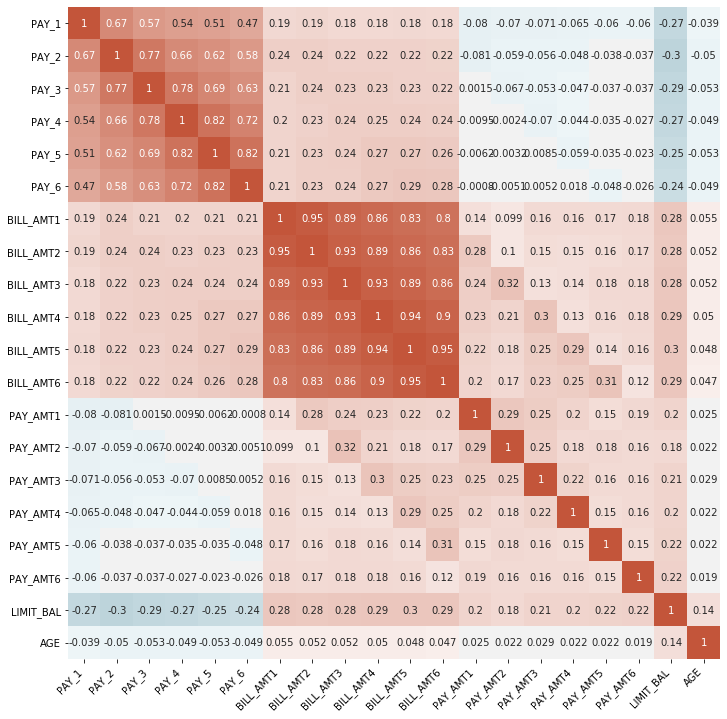 PAY_1 1 0.67 0.57 0.54 0.51 0.47 0.19 0.19 0.18 0.18 0.18 0.18 -0.08 -0.07 -0.071 -0.065 -0.06 -0.06 -0.27 -0.039
PAY_2 0.67 1 0.77 0.66 0.62 0.58 0.24 0.24 0.22 0.22 0.22 0.22 -0.081 -0.059 -0.056 -0.048 -0.038 -0.037 -0.3 -0.05
PAY_3 0.57 0.77 1 0.78 0.69 0.63 0.21 0.24 0.23 0.23 0.23 0.22 0.0015 -0.067 -0.053 -0.047 -0.037 -0.037 -0.29 -0.053
PAY_4 0.54 0.66 0.78 1 0.82 0.72 0.2 0.23 0.24 0.25 0.24 0.24 -0.0095 -0.0024 -0.07 -0.044 -0.035 -0.027 -0.27 -0.049
PAY_5 0.51 0.62 0.69 0.82 1 0.82 0.21 0.23 0.24 0.27 0.27 0.26 -0.0062 -0.0032 0.0085 -0.059 -0.035 -0.023 -0.25 -0.053
PAY_6 0.47 0.58 0.63 0.72 0.82 1 0.21 0.23 0.24 0.27 0.29 0.28 -0.0008 -0.0051 0.0052 0.018 -0.048 -0.026 -0.24 -0.049
BILL_AMT1 0.19 0.24 0.21 0.2 0.21 0.21 1 0.95 0.89 0.86 0.83 0.8 0.14 0.099 0.16 0.16 0.17 0.18 0.28 0.055
BILL_AMT2 0.19 0.24 0.24 0.23 0.23 0.23 0.95 1 0.93 0.89 0.86 0.83 0.28 0.1 0.15 0.15 0.16 0.17 0.28 0.052
BILL_AMT3 0.18 0.22 0.23 0.24 0.24 0.24 0.89 0.93 1 0.93 0.89 0.86 0.24 0.32 0.13 0.14 0.18 0.18 0.28 0.052
BILL_AMT4 0.18 0.22 0.23 0.25 0.27 0.27 0.86 0.89 0.93 1 0.94 0.9 0.23 0.21 0.3 0.13 0.16 0.18 0.29 0.05
BILL_AMT5 0.18 0.22 0.23 0.24 0.27 0.29 0.83 0.86 0.89 0.94 1 0.95 0.22 0.18 0.25 0.29 0.14 0.16 0.3 0.048
BILL_AMT6 0.18 0.22 0.22 0.24 0.26 0.28 0.8 0.83 0.86 0.9 0.95 1 0.2 0.17 0.23 0.25 0.31 0.12 0.29 0.047
PAY_AMT1 -0.08 -0.081 0.0015 -0.0095 -0.0062 -0.0008 0.14 0.28 0.24 0.23 0.22 0.2 1 0.29 0.25 0.2 0.15 0.19 0.2 0.025
PAY_AMT2 -0.07 -0.059 -0.067 -0.0024 -0.0032 -0.0051 0.099 0.1 0.32 0.21 0.18 0.17 0.29 1 0.25 0.18 0.18 0.16 0.18 0.022
PAY_AMT3 -0.071 -0.056 -0.053 -0.07 0.0085 0.0052 0.16 0.15 0.13 0.3 0.25 0.23 0.25 0.25 1 0.22 0.16 0.16 0.21 0.029
PAY_AMT4 -0.065 -0.048 -0.047 -0.044 -0.059 0.018 0.16 0.15 0.14 0.13 0.29 0.25 0.2 0.18 0.22 1 0.15 0.16 0.2 0.022
PAY_AMT5 -0.06 -0.038 -0.037 -0.035 -0.035 -0.048 0.17 0.16 0.18 0.16 0.14 0.31 0.15 0.18 0.16 0.15 1 0.15 0.22 0.022
PAY_AMT6 -0.06 -0.037 -0.037 -0.027 -0.023 -0.026 0.18 0.17 0.18 0.18 0.16 0.12 0.19 0.16 0.16 0.16 0.15 1 0.22 0.019
LIMIT_BAL -0.27 -0.3 -0.29 -0.27 -0.25 -0.24 0.28 0.28 0.28 0.29 0.3 0.29 0.2 0.18 0.21 0.2 0.22 0.22 1 0.14
AGE -0.039 -0.05 -0.053 -0.049 -0.053 -0.049 0.055 0.052 0.052 0.05 0.048 0.047 0.025 0.022 0.029 0.022 0.022 0.019 0.14 1
PAY_1 PAY_2 PAY_3 PAY_4 PAY_5 PAY_6 BILL_AMT1 BILL_AMT2 BILL_AMT3 BILL_AMT4 BILL_AMT5 BILL_AMT6 PAY_AMT1 PAY_AMT2 PAY_AMT3 PAY_AMT4 PAY_AMT5 PAY_AMT6 LIMIT_BAL AGE